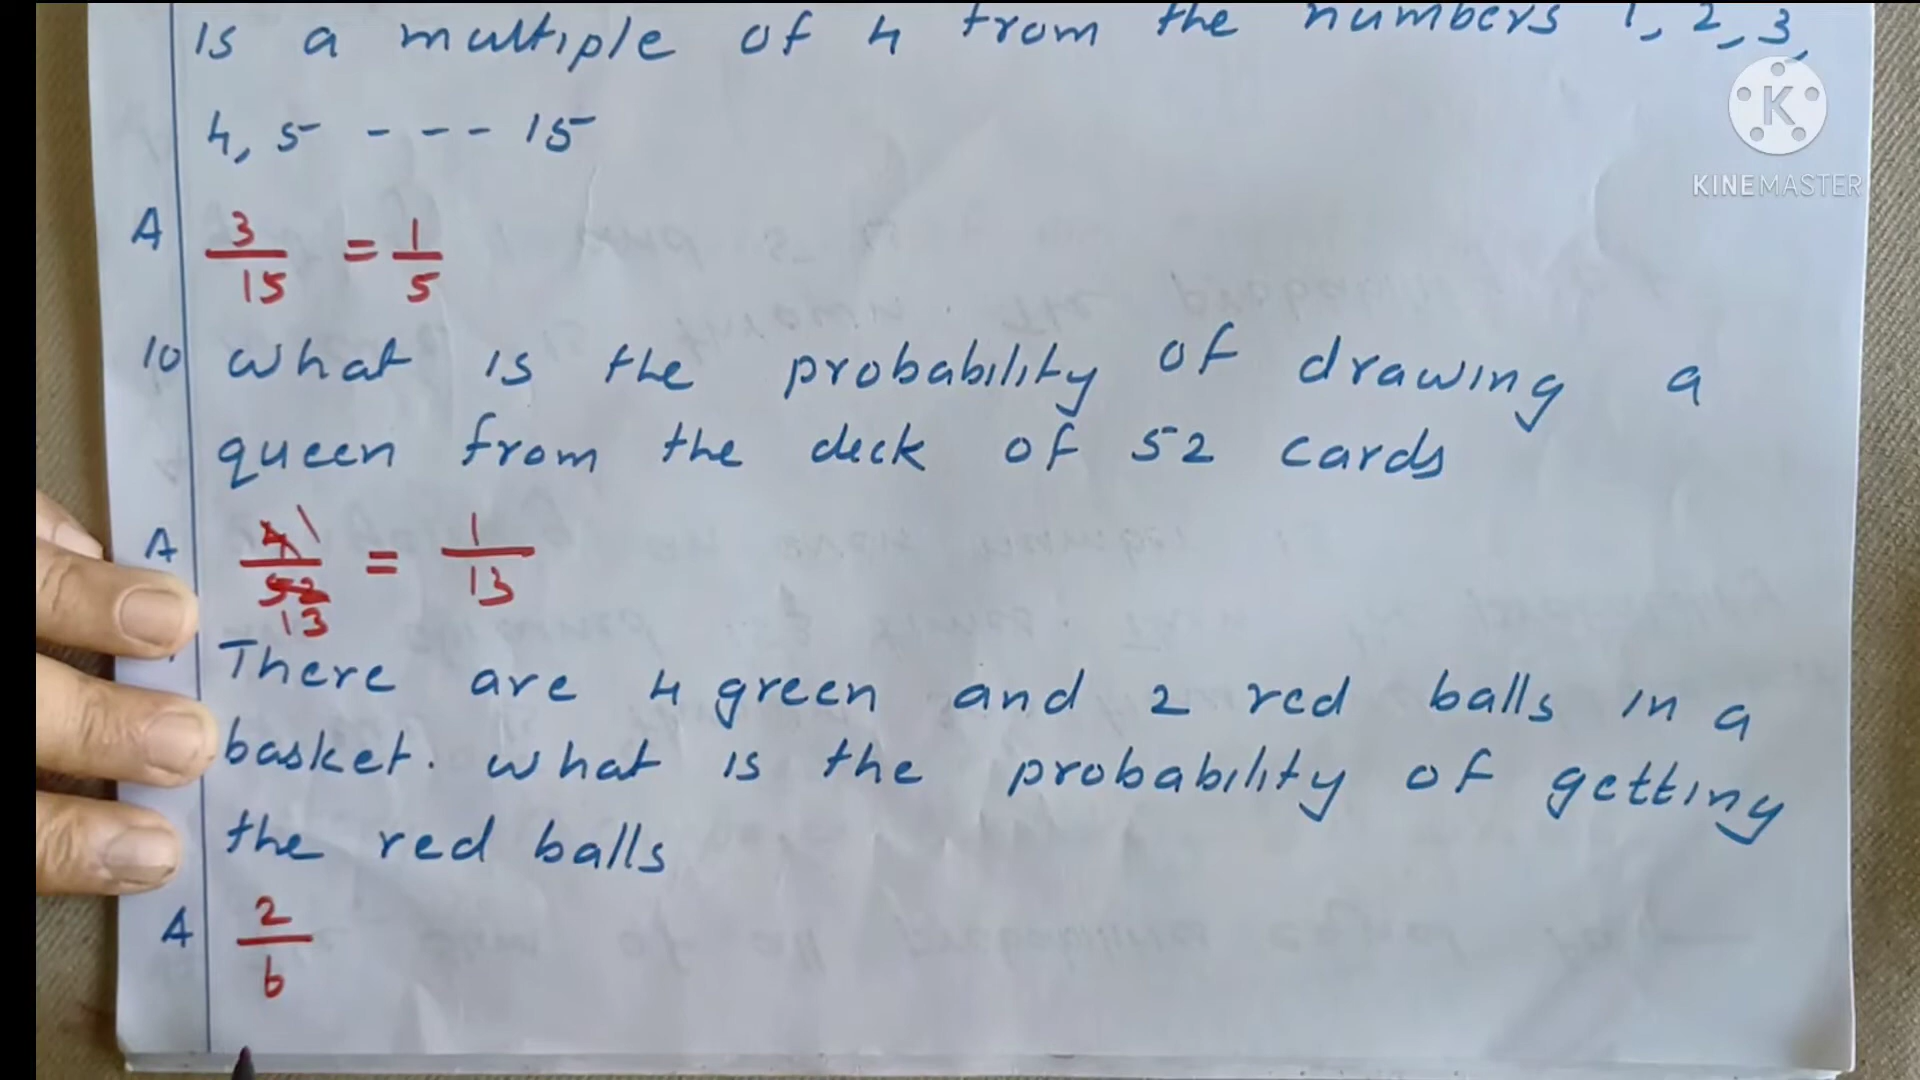 is a multiple of 4 from the numbers 1, 2, 3,
4, 5 - - - - 15
KINEMASTER
A 3/15 = 1/5
10 What is the probability of drawing a
queen from the deck of 52 cards
A 4 1/52 13 = 1/13
There are 4 green and 2 red balls in a
basket. What is the probability of getting
the red balls
A 2/6